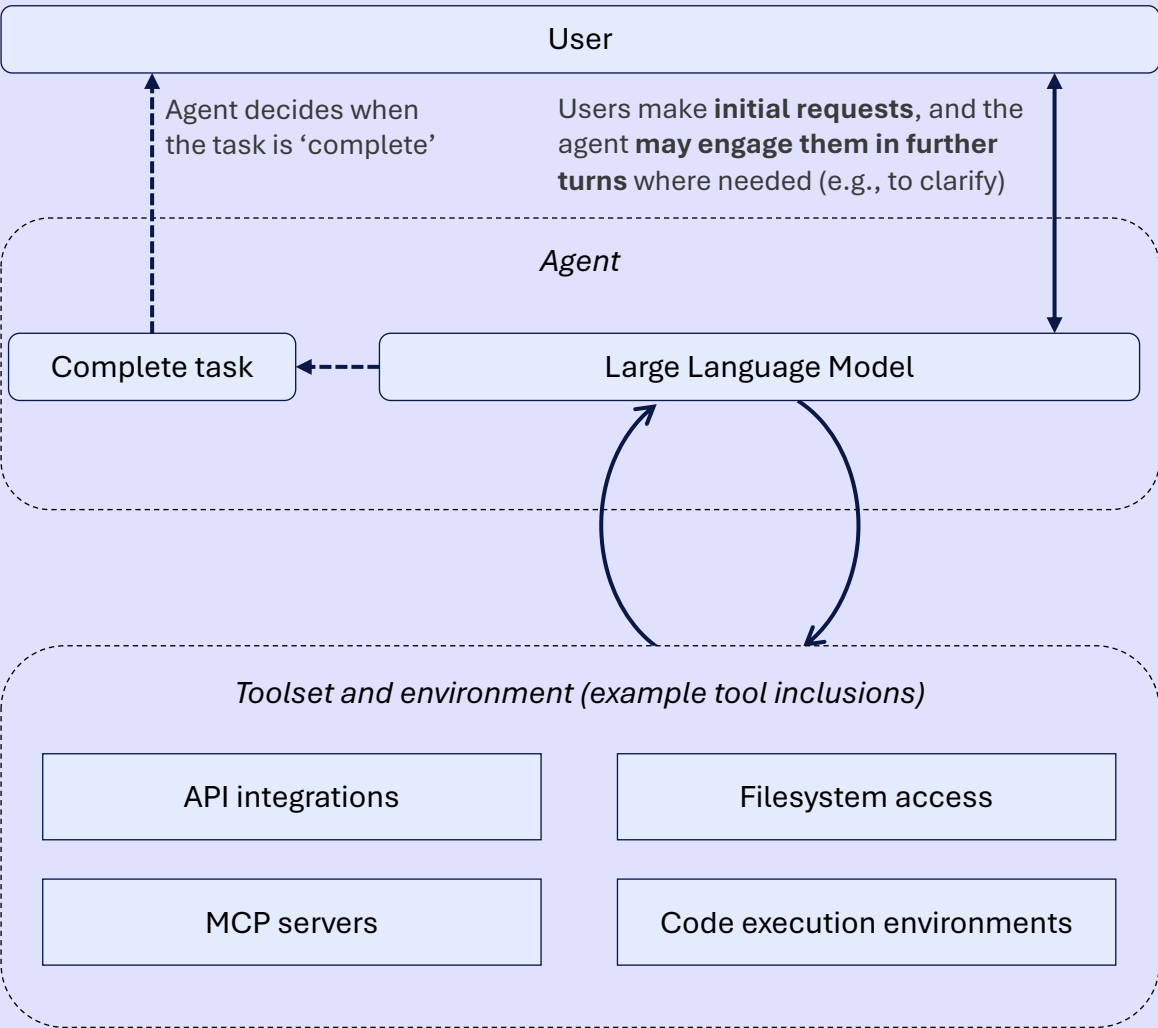 User
Agent decides when
the task is ‘complete’
Users make initial requests, and the
agent may engage them in further
turns where needed (e.g., to clarify)
Agent
Complete task
Large Language Model
Toolset and environment (example tool inclusions)
API integrations
Filesystem access
MCP servers
Code execution environments